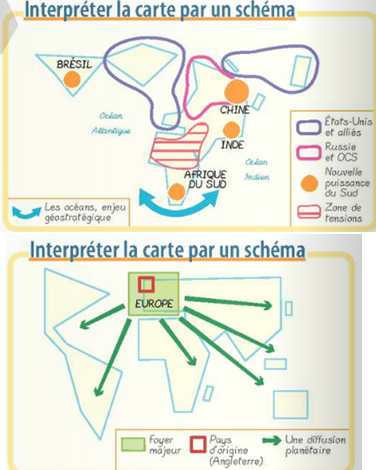 Interpréter la carte par un schéma
BRÉSIL
CHINE
Océan
Atlantique
INDE
Océan
Indien
AFRIQUE
DU SUD
États-Unis
et alliés
Russie
et OCS
Nouvelle
puissance
du Sud
Zone de
tensions
Les océans, enjeu
géostratégique
Interpréter la carte par un schéma
EUROPE
Foyer
majeur
Pays
d'origine
(Angleterre)
Une diffusion
planétaire